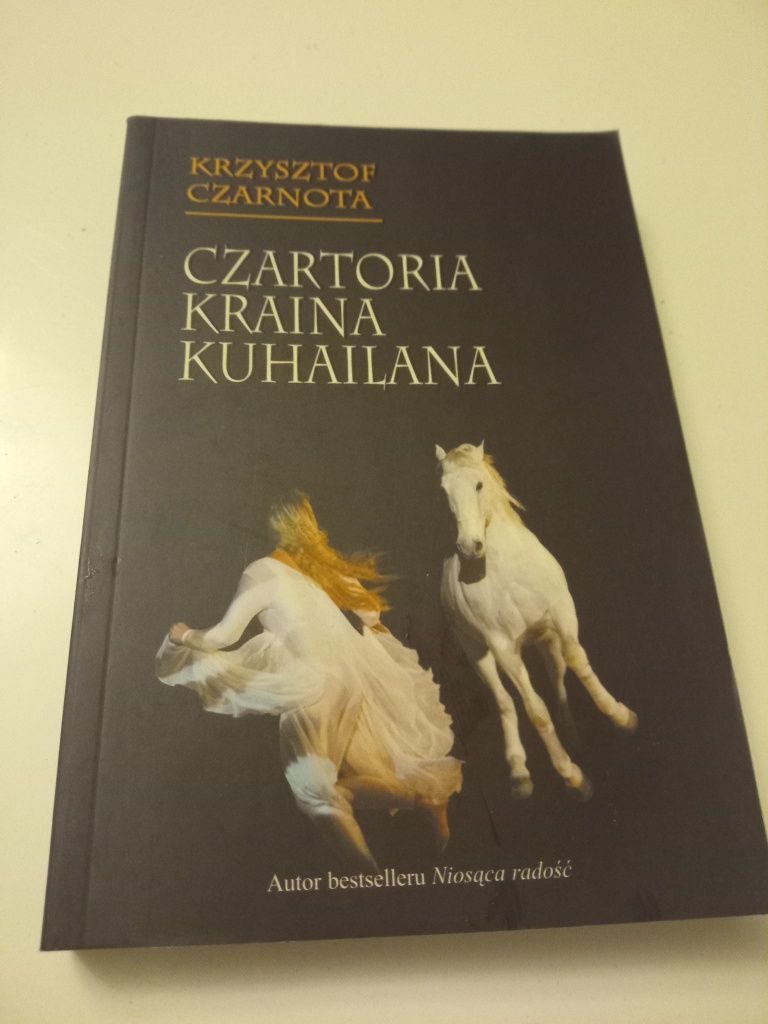 KRZYSZTOF
CZARNOTA
CZARTORIA
KRAINA
KUHAILANA
Autor bestselleru Niosąca radość